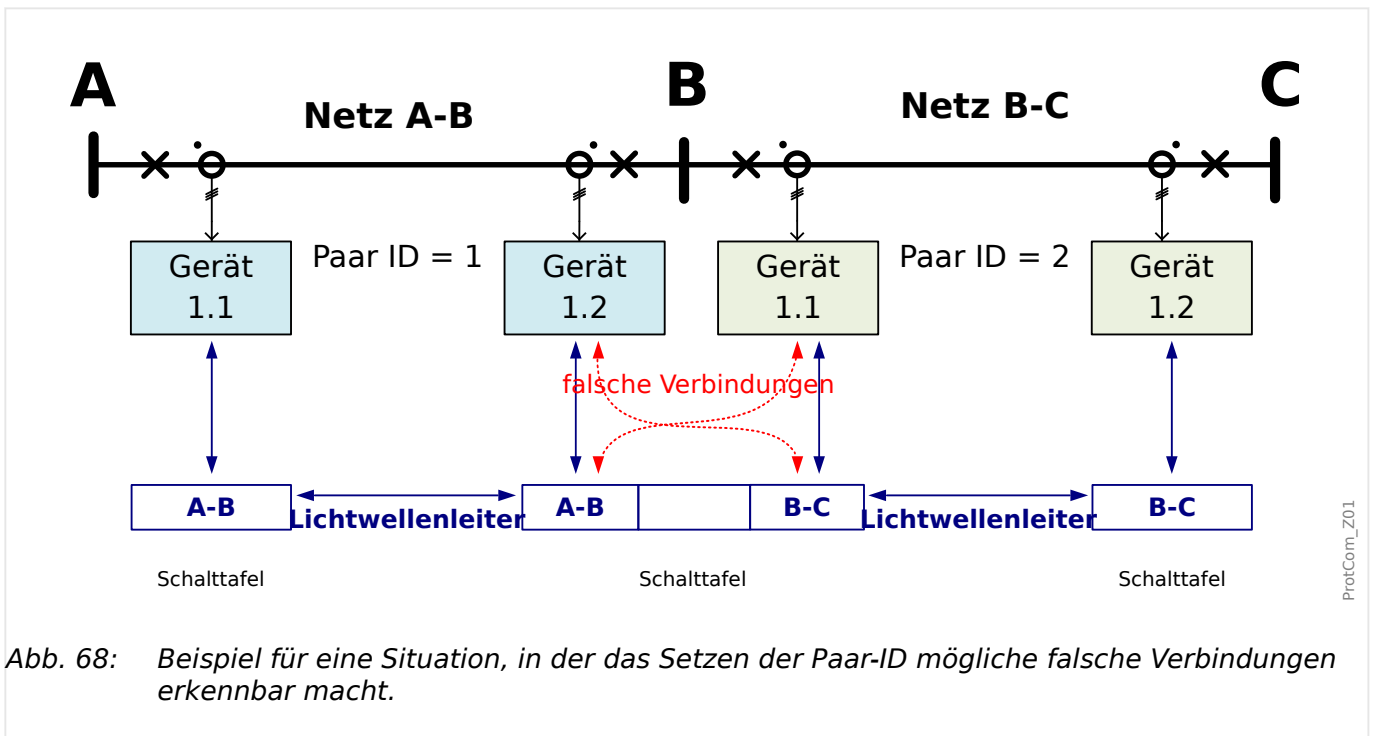 A
B
C
Netz A-B
Netz B-C
Gerät
1.1
Paar ID = 1
Gerät
1.2
Gerät
1.1
Paar ID = 2
Gerät
1.2
falsche Verbindungen
A-B
Lichtwellenleiter
A-B
B-C
Lichtwellenleiter
B-C
Schalttafel
Schalttafel
Schalttafel
ProtCom_Z01
Abb. 68: Beispiel für eine Situation, in der das Setzen der Paar-ID mögliche falsche Verbindungen
erkennbar macht.